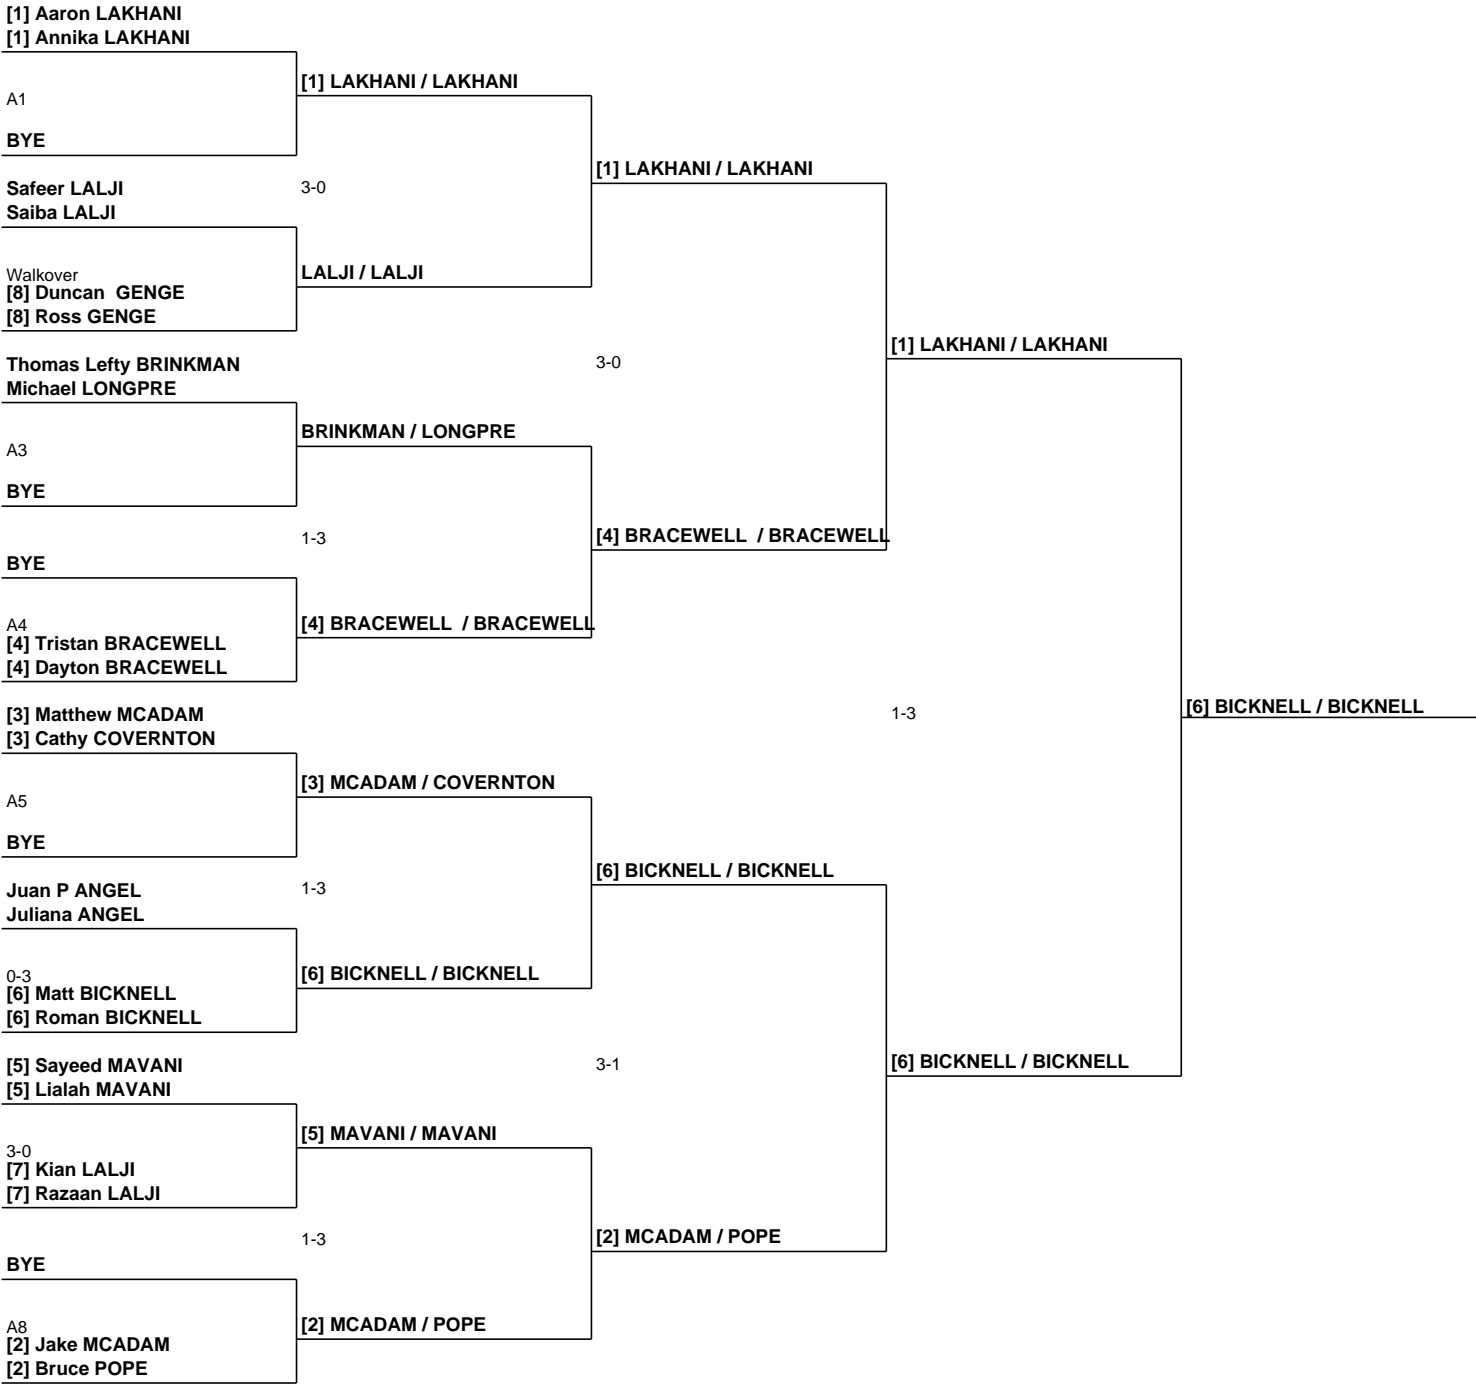 [1] Aaron LAKHANI
[1] Annika LAKHANI
[1] LAKHANI / LAKHANI
A1
BYE
[1] LAKHANI / LAKHANI
Safeer LALJI
3-0
Saiba LALJI
LALJI / LALJI
Walkover
[8] Duncan  GENGE
[8] Ross GENGE
[1] LAKHANI / LAKHANI
Thomas Lefty BRINKMAN
3-0
Michael LONGPRE
BRINKMAN / LONGPRE
A3
BYE
1-3
[4] BRACEWELL  / BRACEWELL
BYE
A4
[4] BRACEWELL  / BRACEWELL
[4] Tristan BRACEWELL
[4] Dayton BRACEWELL
[3] Matthew MCADAM
1-3
[6] BICKNELL / BICKNELL
[3] Cathy COVERNTON
[3] MCADAM / COVERNTON
A5
BYE
[6] BICKNELL / BICKNELL
Juan P ANGEL
1-3
Juliana ANGEL
0-3
[6] BICKNELL / BICKNELL
[6] Matt BICKNELL
[6] Roman BICKNELL
[5] Sayeed MAVANI
3-1
[6] BICKNELL / BICKNELL
[5] Lialah MAVANI
[5] MAVANI / MAVANI
3-0
[7] Kian LALJI
[7] Razaan LALJI
1-3
[2] MCADAM / POPE
BYE
A8
[2] MCADAM / POPE
[2] Jake MCADAM
[2] Bruce POPE